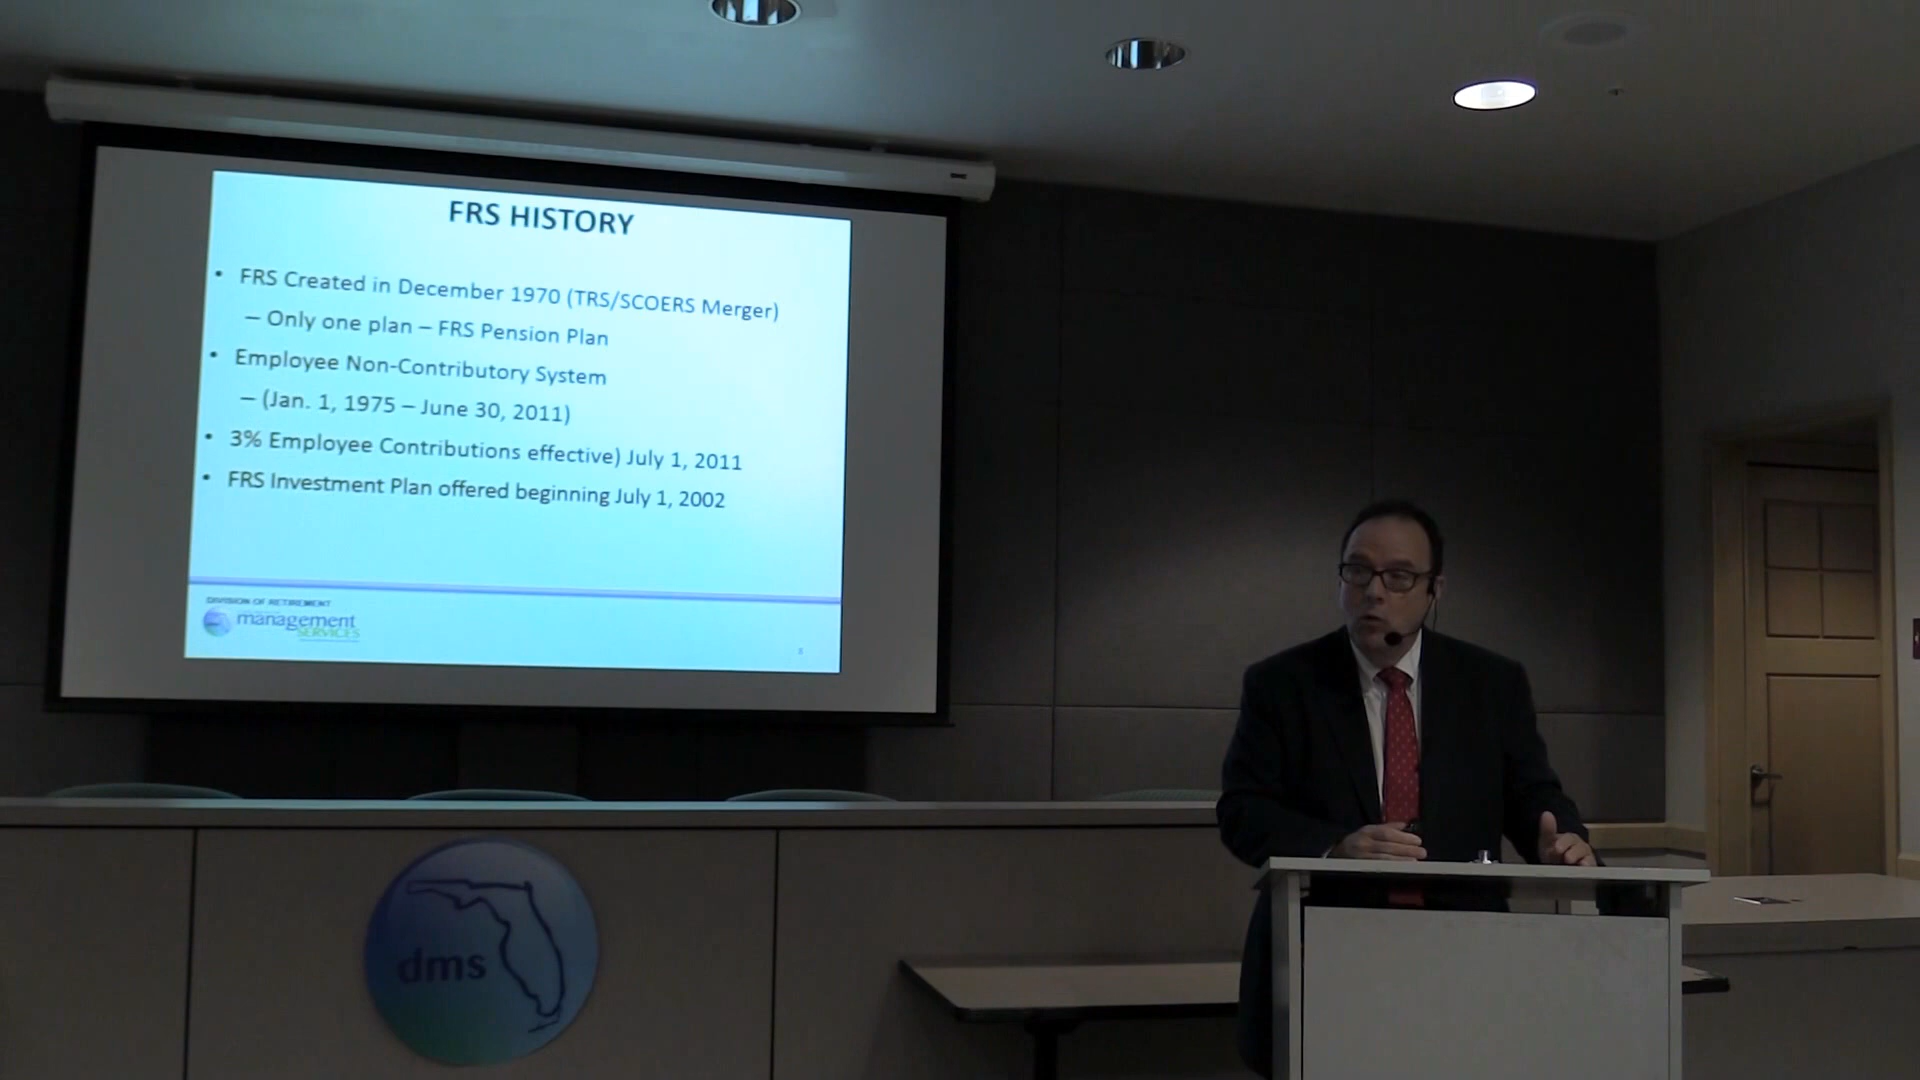 FRS HISTORY
• FRS Created in December 1970 (TRS/SCOERS Merger)
– Only one plan – FRS Pension Plan
• Employee Non-Contributory System
– (Jan. 1, 1975 – June 30, 2011)
• 3% Employee Contributions effective) July 1, 2011
• FRS Investment Plan offered beginning July 1, 2002
DIVISION OF RETIREMENT
management
SERVICES
dms